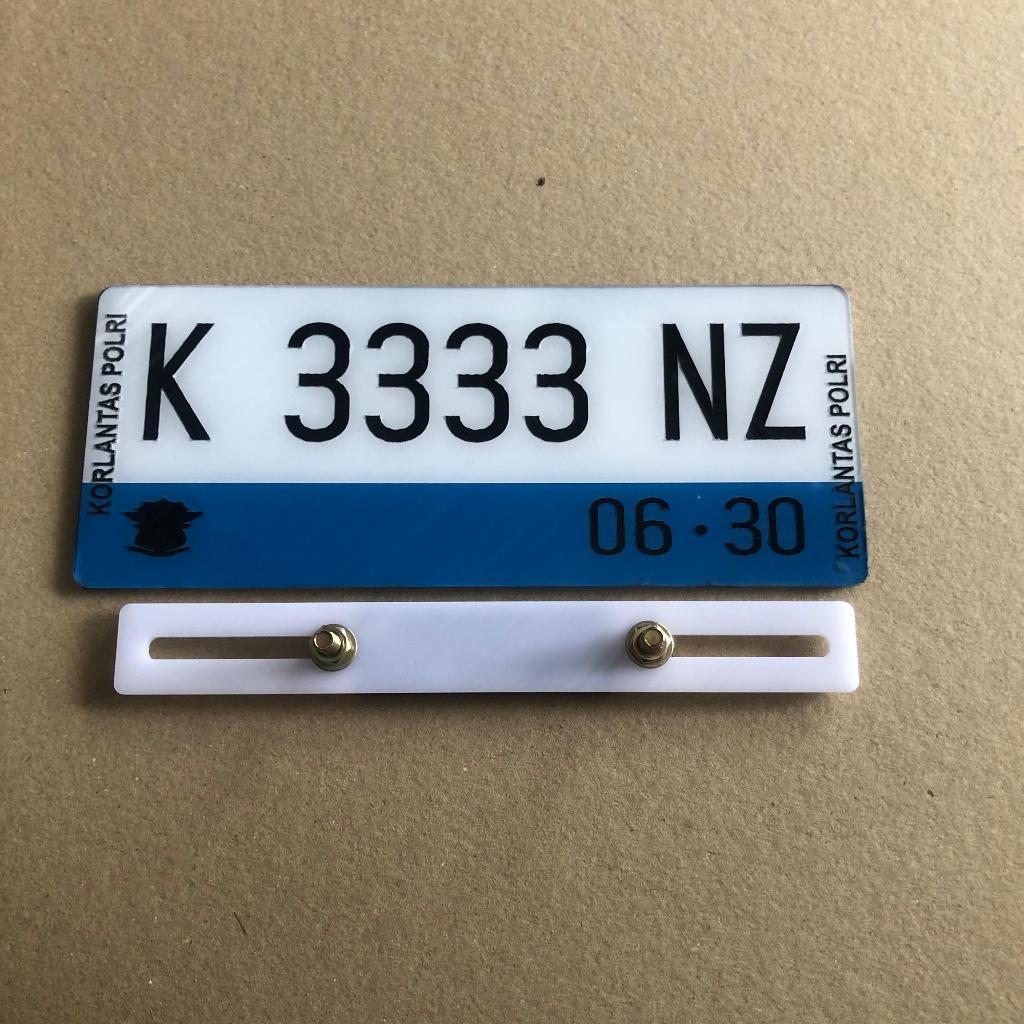 KORLANTAS POLRI
K 3333 NZ
KORLANTAS POLRI
06 · 30